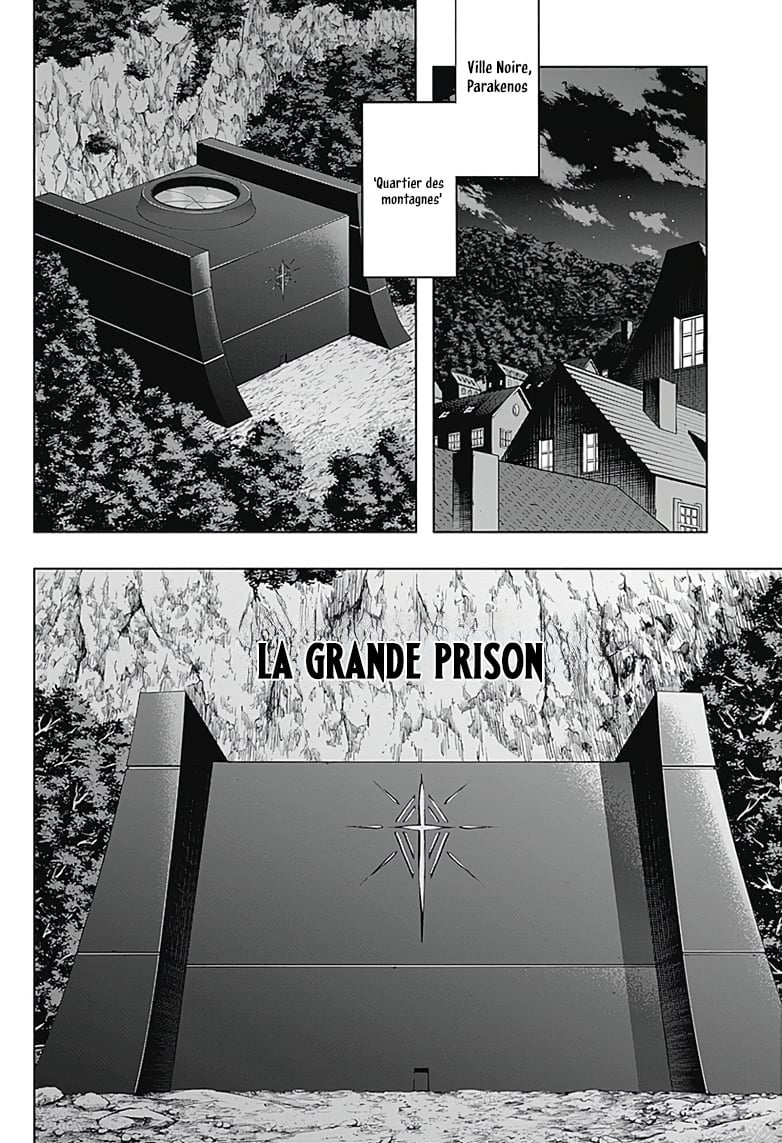 Ville Noire,
Parakenos
'Quartier des
montagnes'
LA GRANDE PRISON